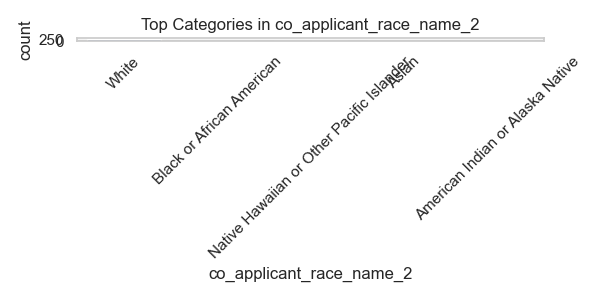 Top Categories in co_applicant_race_name_2
count
250
0
White
Black or African American
Native Hawaiian or Other Pacific Islander
Asian
American Indian or Alaska Native
co_applicant_race_name_2